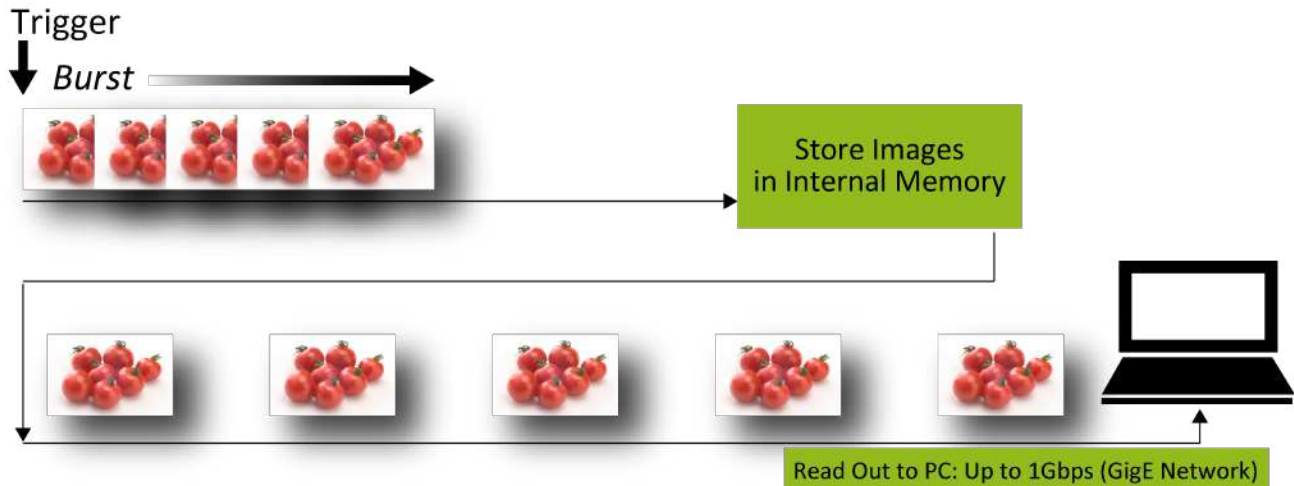 Trigger
Burst
Store Images
in Internal Memory
Read Out to PC: Up to 1Gbps (GigE Network)